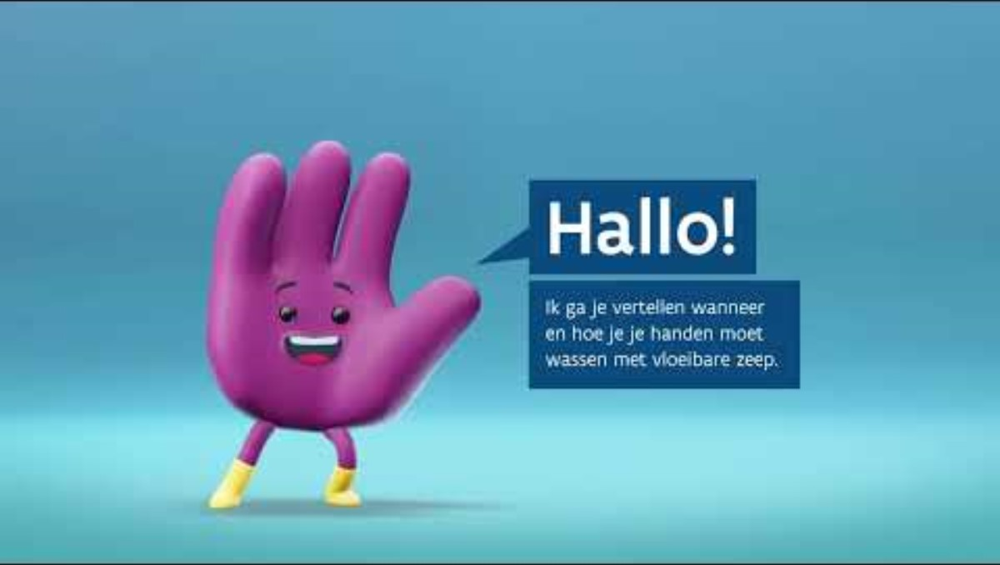 Hallo!
Ik ga je vertellen wanneer
en hoe je je handen moet
wassen met vloeibare zeep.